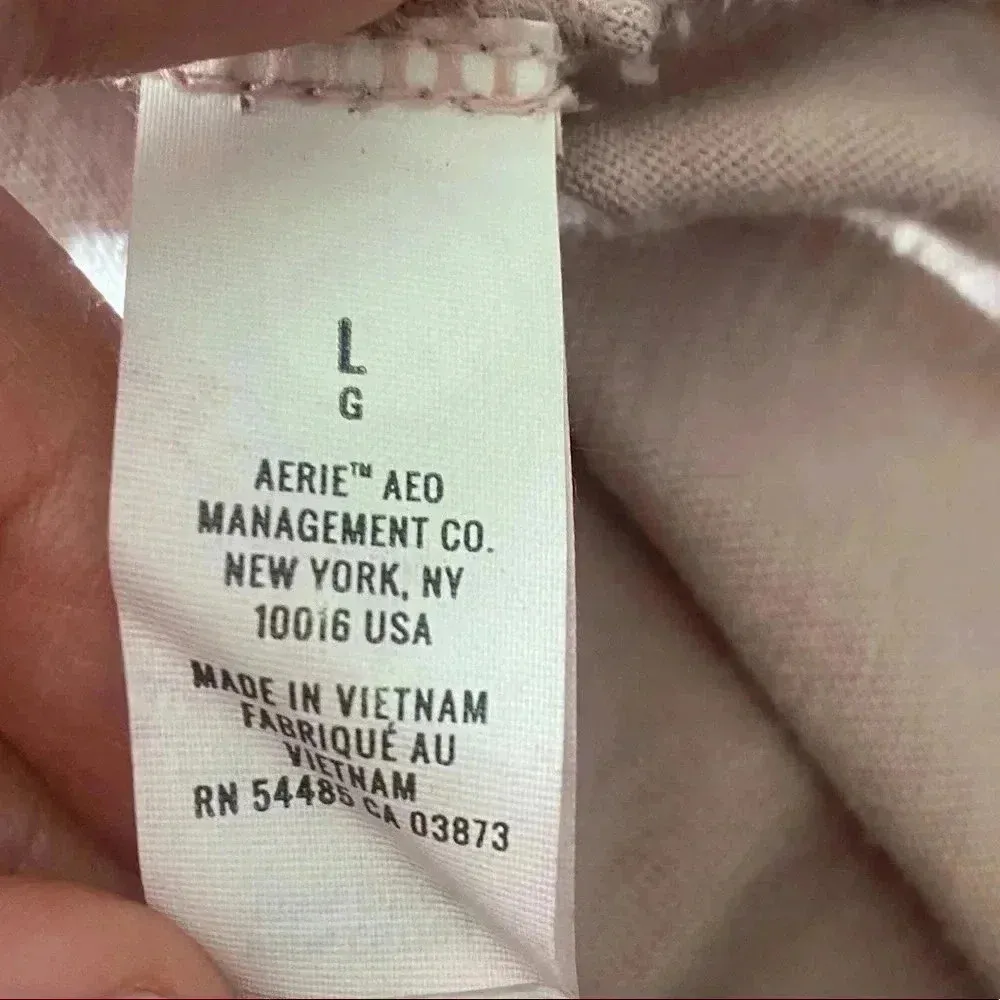 L
G
AERIE™ AEO
MANAGEMENT CO.
NEW YORK, NY
10016 USA
MADE IN VIETNAM
FABRIQUÉ AU
VIETNAM
RN 54485 CA 03873